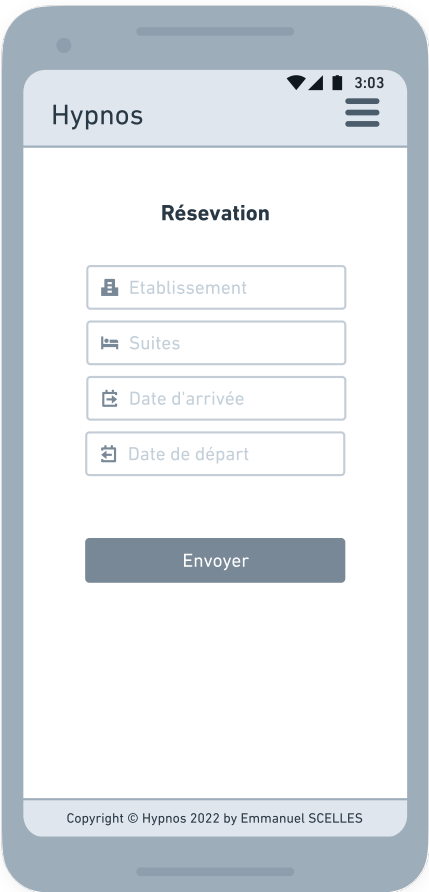 3:03
Hypnos
Résevation
Etablissement
Suites
Date d'arrivée
Date de départ
Envoyer
Copyright © Hypnos 2022 by Emmanuel SCELLES